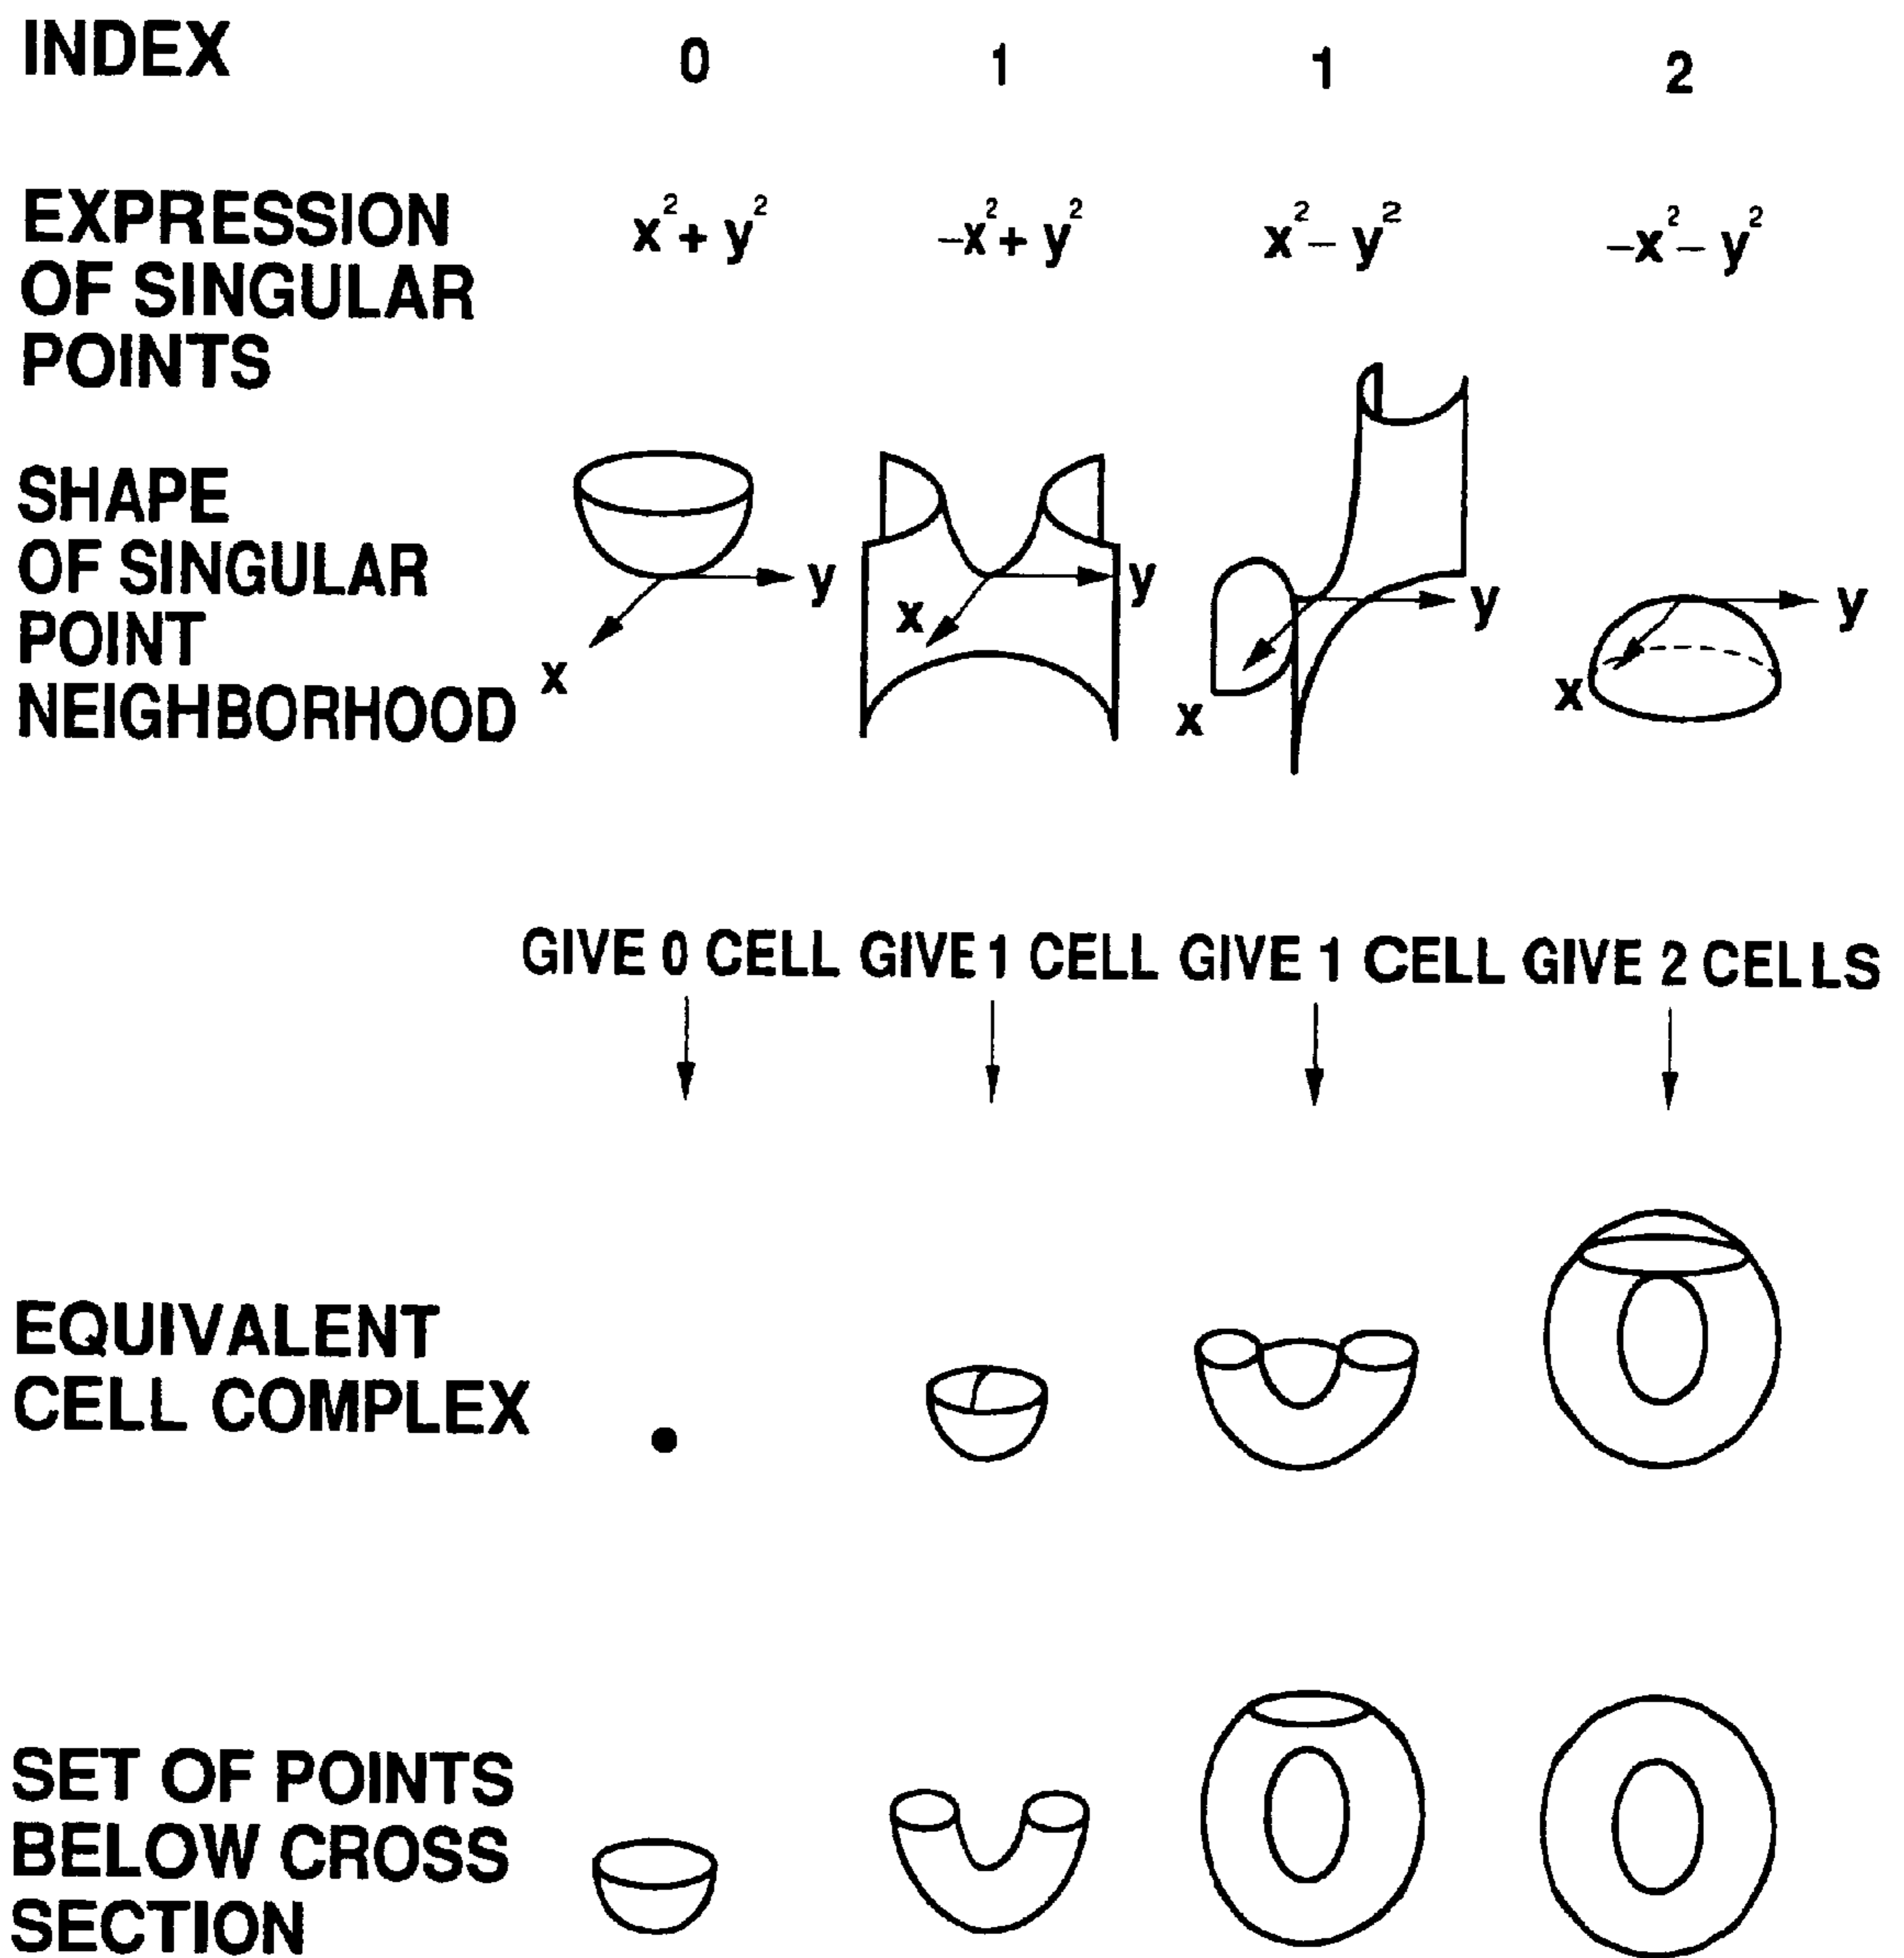 INDEX 0 1 1 2
EXPRESSION OF SINGULAR POINTS x² + y² –x² + y² x² – y² –x² – y²
SHAPE OF SINGULAR POINT NEIGHBORHOOD
y x
y x
y x
y x
GIVE 0 CELL GIVE 1 CELL GIVE 1 CELL GIVE 2 CELLS
EQUIVALENT
CELL COMPLEX
SET OF POINTS
BELOW CROSS
SECTION